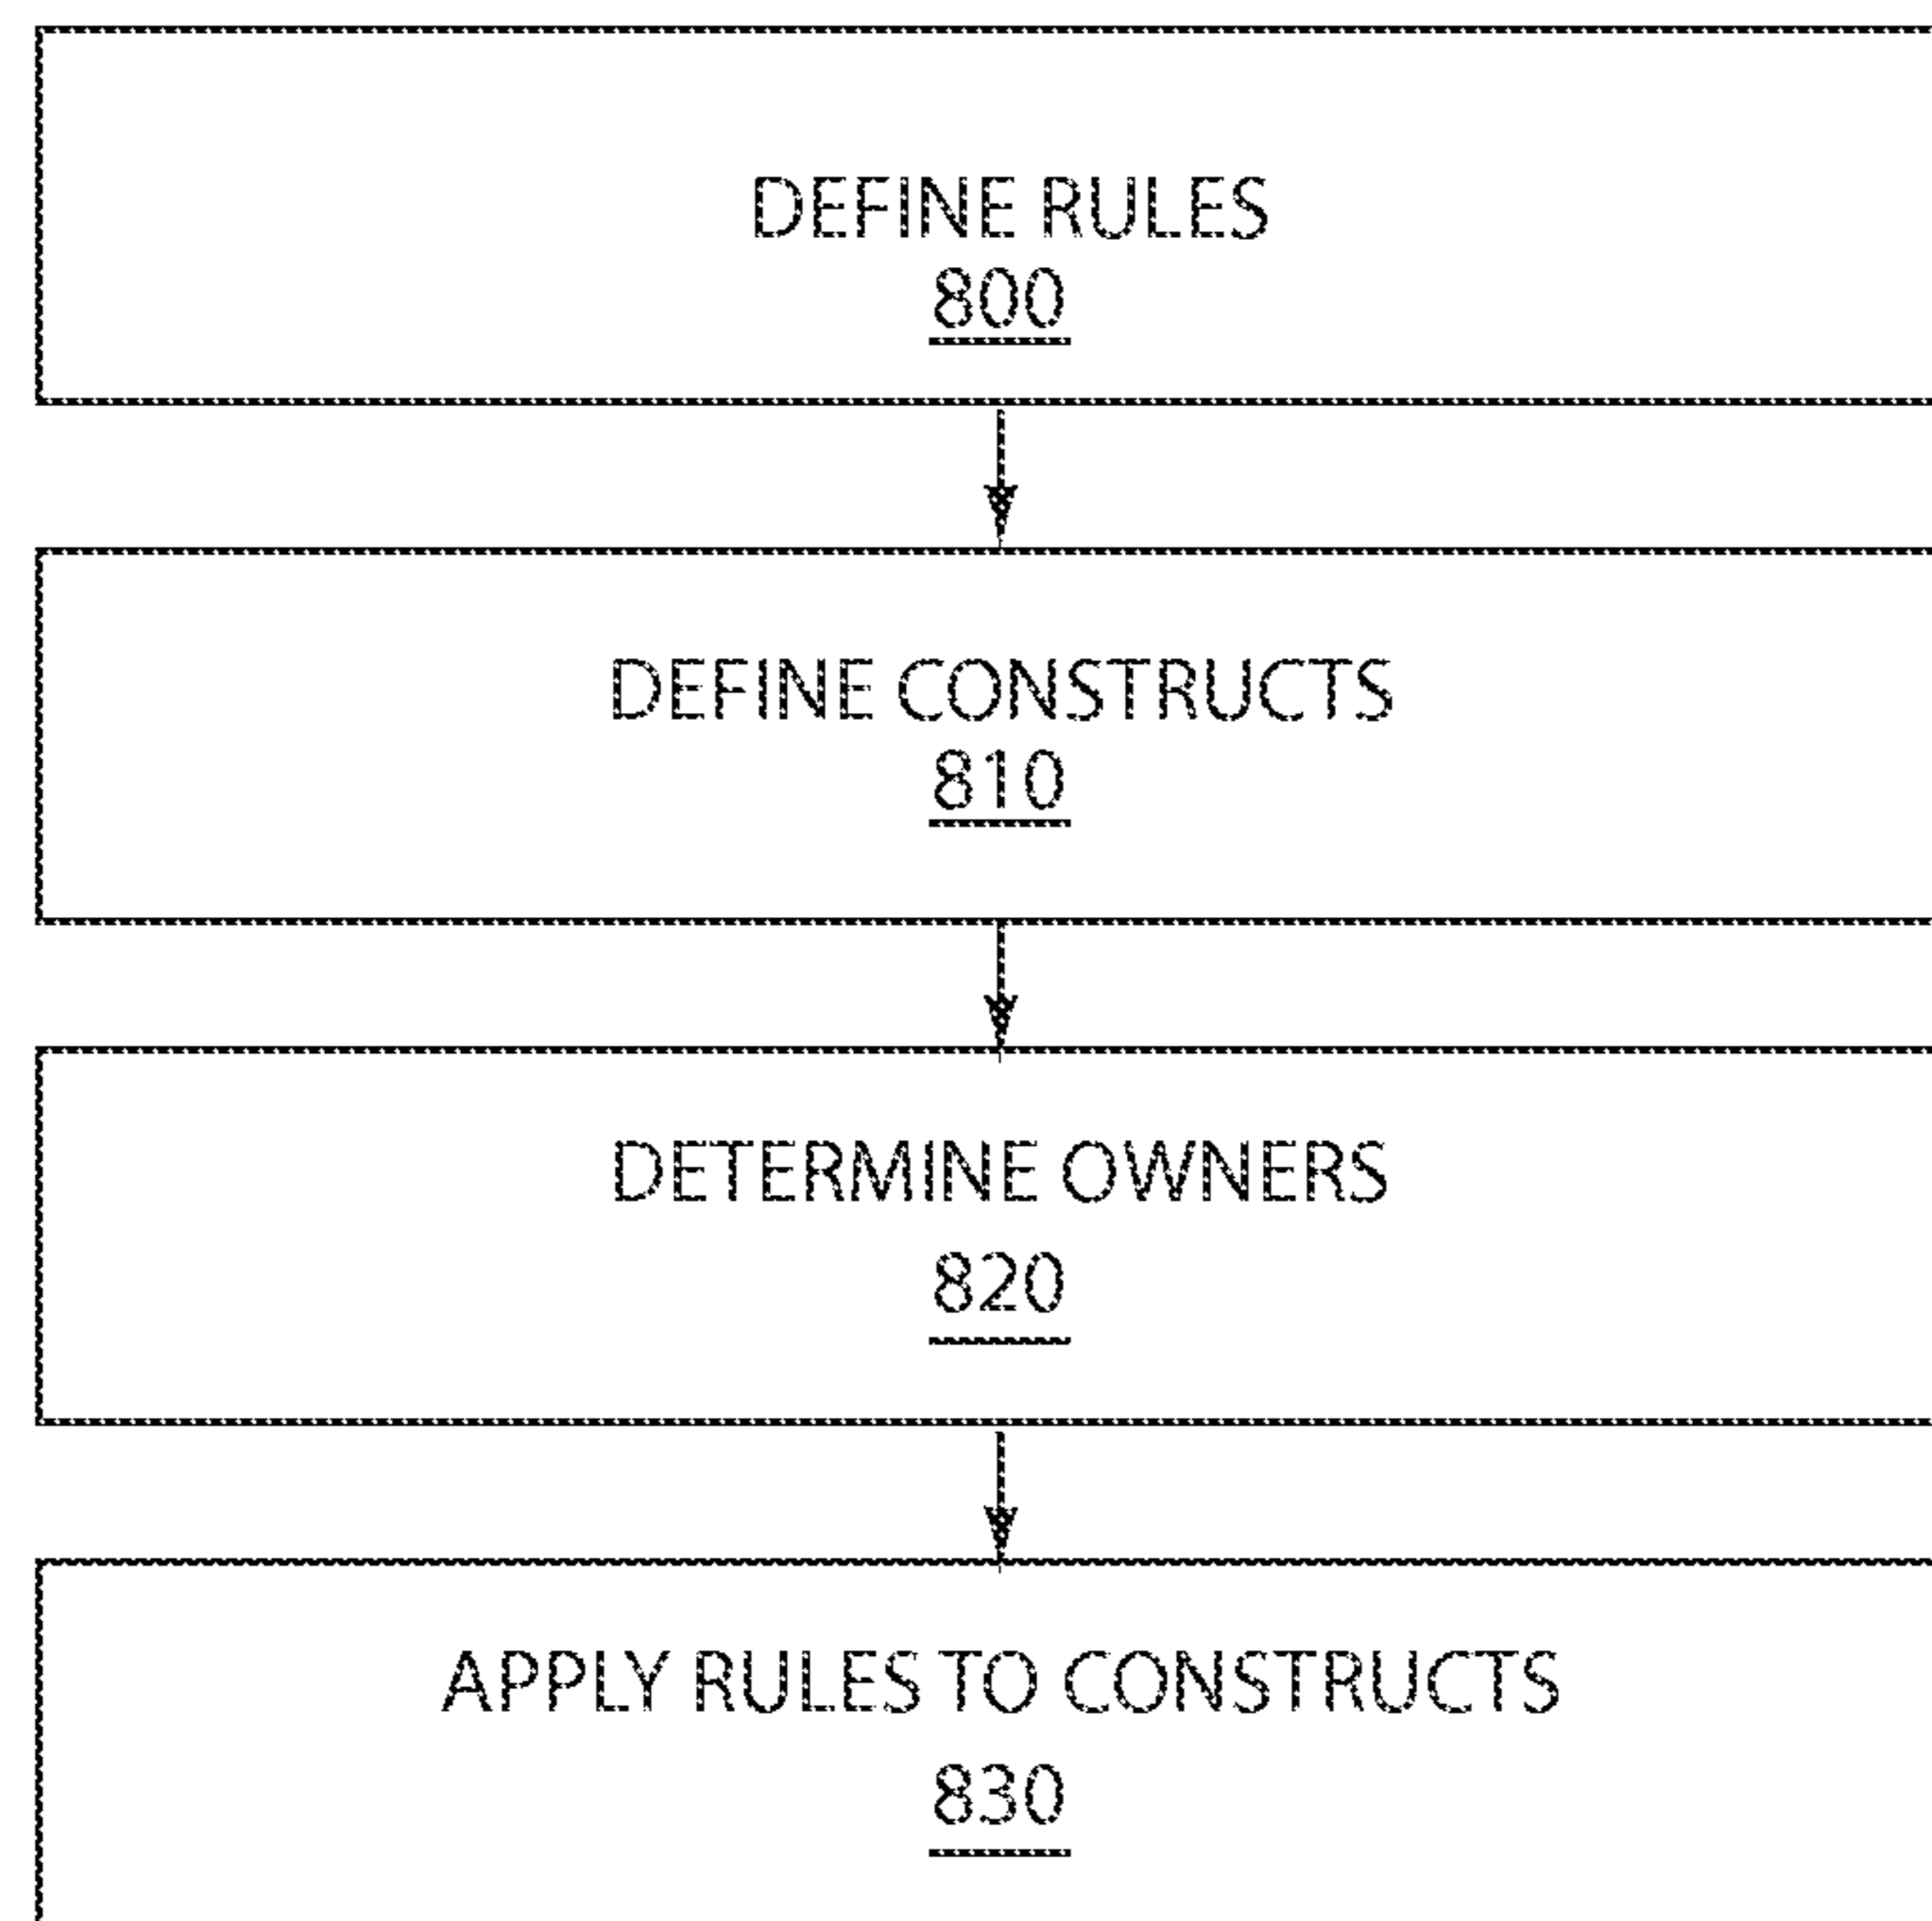 DEFINE RULES
800
DEFINE CONSTRUCTS
810
DETERMINE OWNERS
820
APPLY RULES TO CONSTRUCTS
830